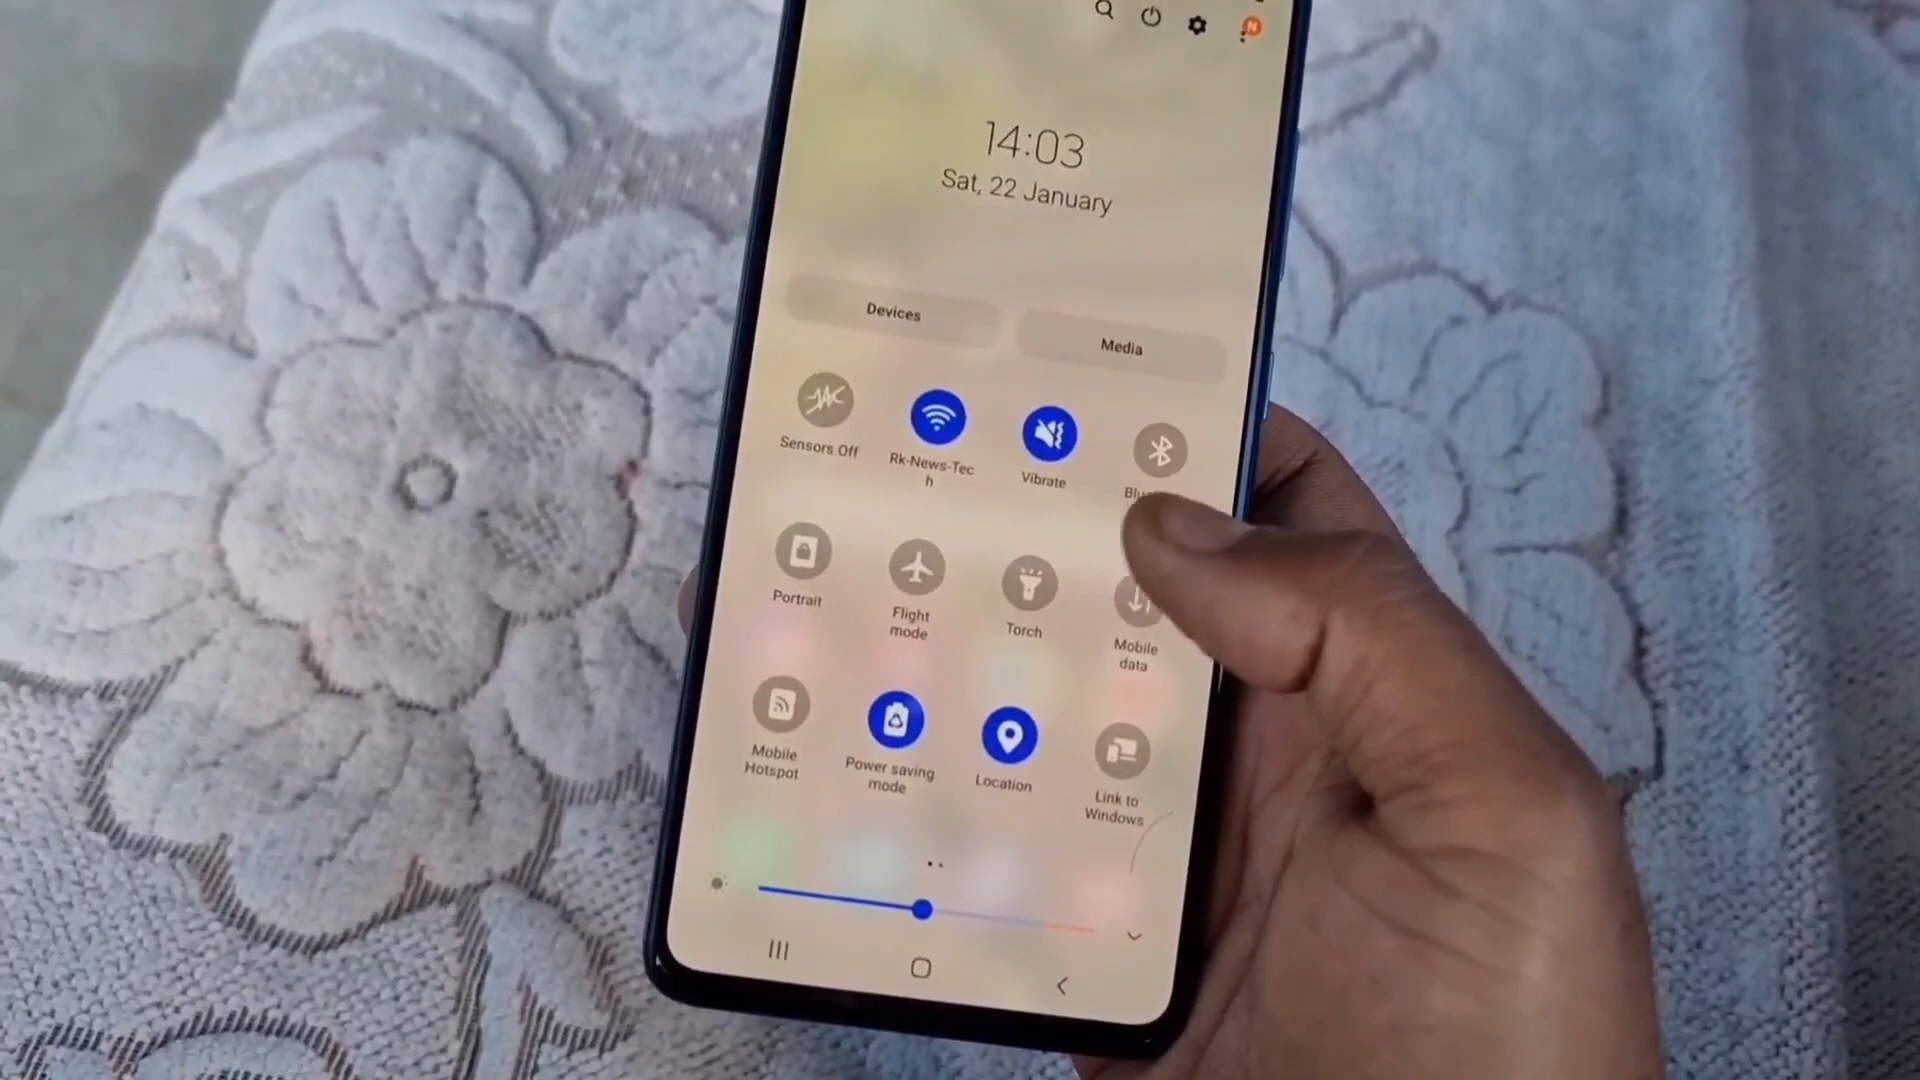 N
14:03
Sat, 22 January
Devices
Media
Sensors Off
Rk-News-Tec
h
Vibrate
Portrait
Flight
mode
Torch
Mobile
data
Mobile
Hotspot
Power saving
mode
Location
Link to
Windows